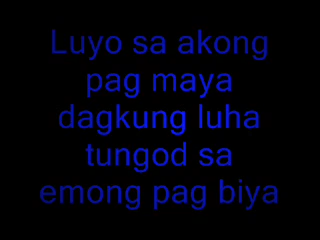 Luyo sa akong
pag maya
dagkung luha
tungod sa
emong pag biya